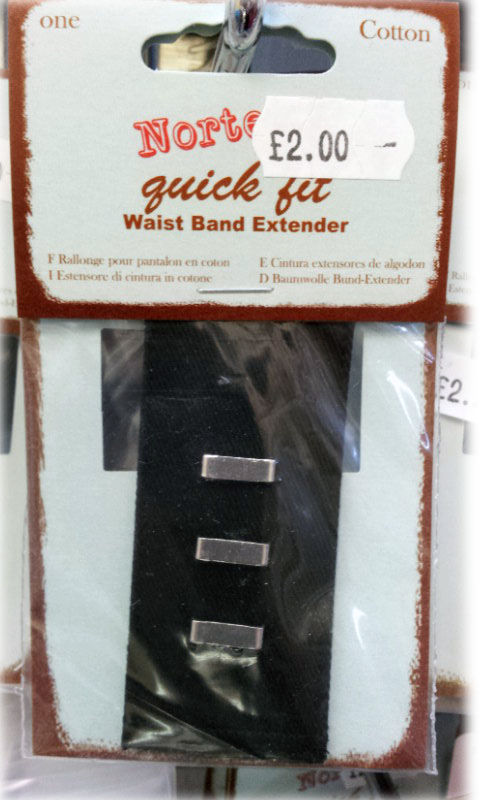 one
Cotton
£2.00
quick fit
Waist Band Extender
F Rallonge pour pantalon en coton
E Cintura extensores de algodon
I Estensore di cintura in cotone
D Baumwolle Bund-Extender
£2.